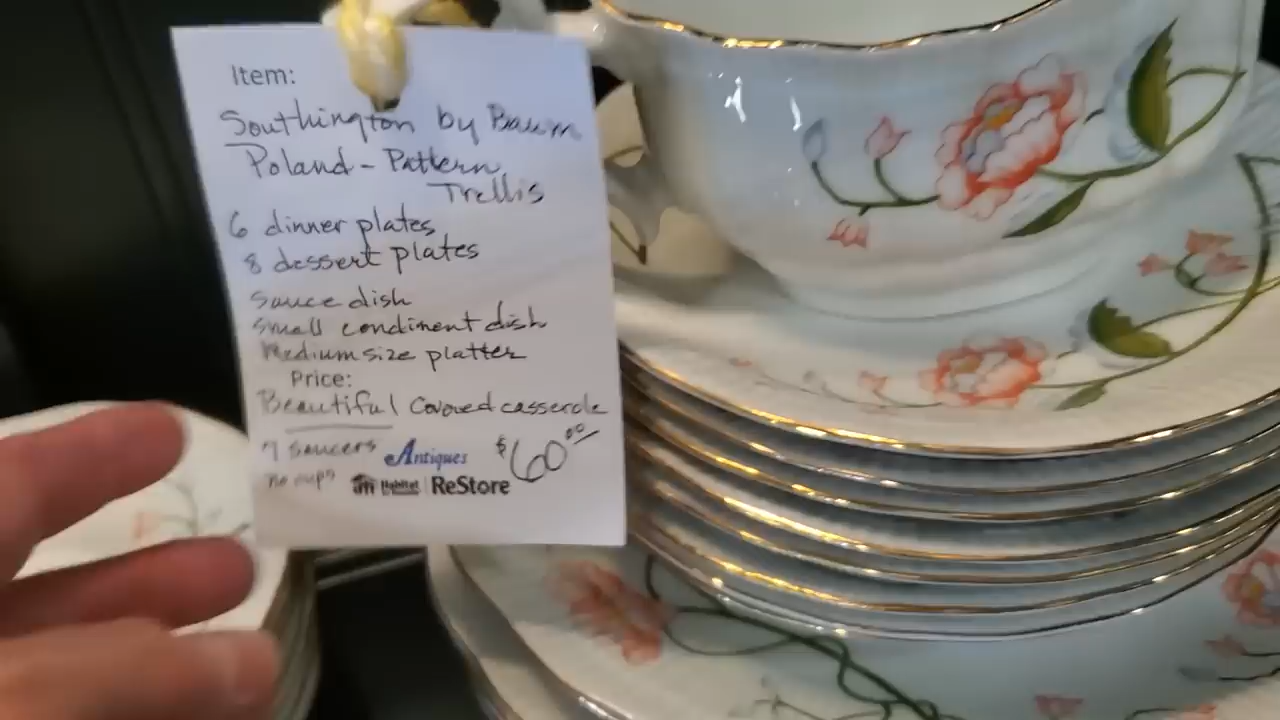 Item:
Southington by Baum
Poland - Pattern
Trellis
6 dinner plates
8 dessert plates
sauce dish
small condiment dish
Medium size platter
Price:
Beautiful Covered casserole
7 saucers
no cups
$60.00
eAntiques
Habitat | ReStore